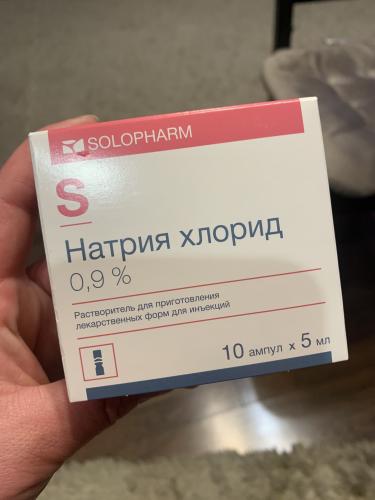 SOLOPHARM
S
Натрия хлорид
0,9 %
Растворитель для приготовления
лекарственных форм для инъекций
10 ампул x 5 мл